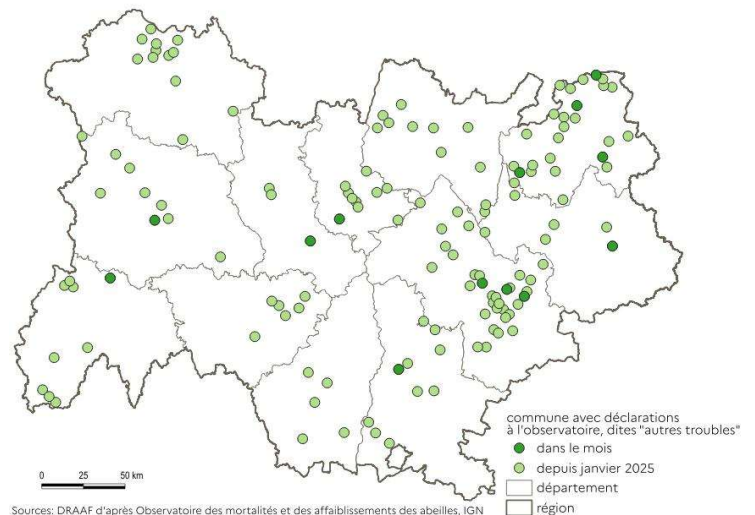 commune avec déclarations
à l'observatoire, dites "autres troubles"
dans le mois
depuis janvier 2025
département
région
0 25 50 km
Sources: DRAAF d'après Observatoire des mortalités et des affaiblissements des abeilles, IGN